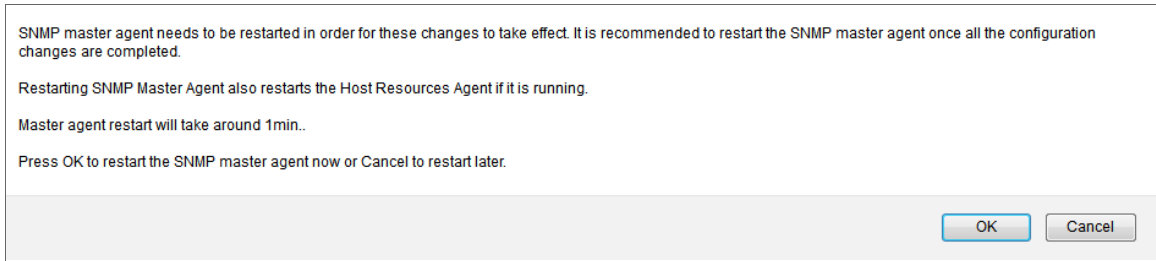 SNMP master agent needs to be restarted in order for these changes to take effect. It is recommended to restart the SNMP master agent once all the configuration
changes are completed.
Restarting SNMP Master Agent also restarts the Host Resources Agent if it is running.
Master agent restart will take around 1min..
Press OK to restart the SNMP master agent now or Cancel to restart later.
OK Cancel